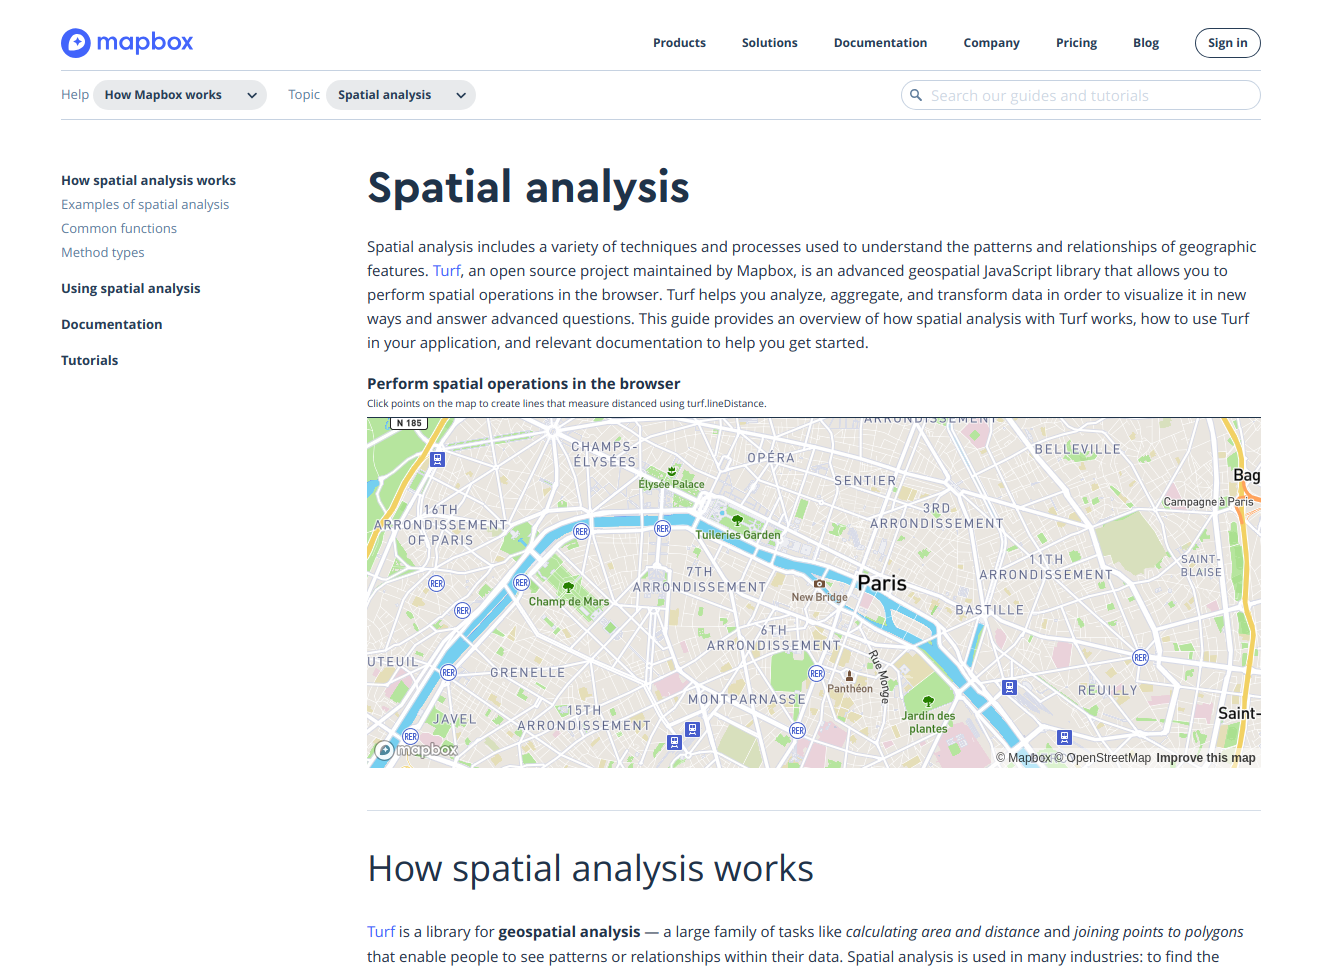 mapbox
Products
Solutions
Documentation
Company
Pricing
Blog
Sign in
Help
How Mapbox works
Topic
Spatial analysis
Search our guides and tutorials
How spatial analysis works
Examples of spatial analysis
Common functions
Method types
Using spatial analysis
Documentation
Tutorials
Spatial analysis
Spatial analysis includes a variety of techniques and processes used to understand the patterns and relationships of geographic
features. Turf, an open source project maintained by Mapbox, is an advanced geospatial JavaScript library that allows you to
perform spatial operations in the browser. Turf helps you analyze, aggregate, and transform data in order to visualize it in new
ways and answer advanced questions. This guide provides an overview of how spatial analysis with Turf works, how to use Turf
in your application, and relevant documentation to help you get started.
Perform spatial operations in the browser
Click points on the map to create lines that measure distanced using turf.lineDistance.
N 185
ARRONDISSEMENT
CHAMPS-
ÉLYSÉES
OPÉRA
BELLEVILLE
Élysée Palace
SENTIER
Bag
Campagne à Paris
16TH
ARRONDISSEMENT
OF PARIS
3RD
ARRONDISSEMENT
RER
RER
Tuileries Garden
7TH
ARRONDISSEMENT
11TH
ARRONDISSEMENT
SAINT-
BLAISE
RER
RER
Champ de Mars
New Bridge
Paris
RER
BASTILLE
6TH
ARRONDISSEMENT
UTEUIL
RER
GRENELLE
RER
Panthéon
Rue Monge
RER
REUILLY
MONTPARNASSE
JAVEL
15TH
ARRONDISSEMENT
Jardin des
plantes
Saint-
RER
RER
mapbox
© Mapbox © OpenStreetMap Improve this map
How spatial analysis works
Turf is a library for geospatial analysis — a large family of tasks like calculating area and distance and joining points to polygons
that enable people to see patterns or relationships within their data. Spatial analysis is used in many industries: to find the